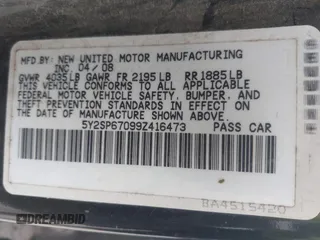 MFD. BY NEW UNITED MOTOR MANUFACTURING
INC 04/08
GVWR 4035LB GAWR FR 2195LB RR1885LB
THIS VEHICLE CONFORMS TO ALL APPLICABLE
FEDERAL MOTOR VEHICLE SAFETY, BUMPER, AND
THEFT PREVENTION STANDARDS IN EFFECT ON
THE DATE OF MANUFACTURE SHOWN ABOVE.
5Y2SP67099Z416473 PASS CAR
BA4515420
DREAMBID